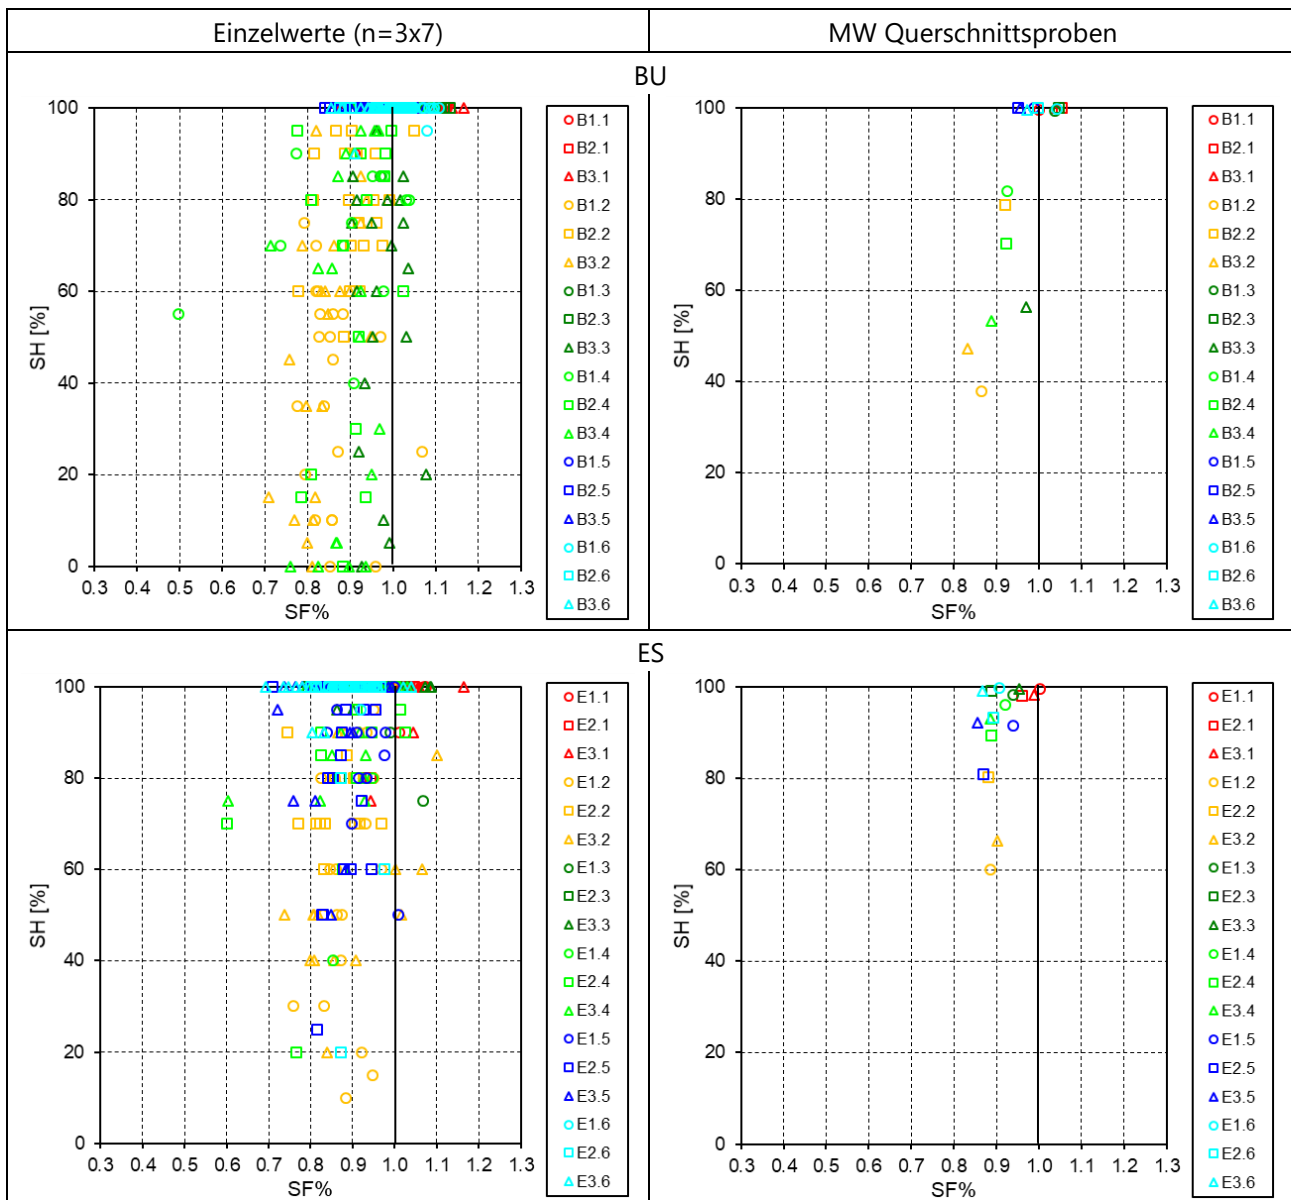 Einzelwerte (n=3x7)
MW Querschnittsproben
BU
SH [%]
100
80
60
40
20
0
0.3 0.4 0.5 0.6 0.7 0.8 0.9 1.0 1.1 1.2 1.3
SF%
B1.1
B2.1
B3.1
B1.2
B2.2
B3.2
B1.3
B2.3
B3.3
B1.4
B2.4
B3.4
B1.5
B2.5
B3.5
B1.6
B2.6
B3.6
SH [%]
100
80
60
40
20
0
0.3 0.4 0.5 0.6 0.7 0.8 0.9 1.0 1.1 1.2 1.3
SF%
B1.1
B2.1
B3.1
B1.2
B2.2
B3.2
B1.3
B2.3
B3.3
B1.4
B2.4
B3.4
B1.5
B2.5
B3.5
B1.6
B2.6
B3.6
ES
SH [%]
100
80
60
40
20
0
0.3 0.4 0.5 0.6 0.7 0.8 0.9 1.0 1.1 1.2 1.3
SF%
E1.1
E2.1
E3.1
E1.2
E2.2
E3.2
E1.3
E2.3
E3.3
E1.4
E2.4
E3.4
E1.5
E2.5
E3.5
E1.6
E2.6
E3.6
SH [%]
100
80
60
40
20
0
0.3 0.4 0.5 0.6 0.7 0.8 0.9 1.0 1.1 1.2 1.3
SF%
E1.1
E2.1
E3.1
E1.2
E2.2
E3.2
E1.3
E2.3
E3.3
E1.4
E2.4
E3.4
E1.5
E2.5
E3.5
E1.6
E2.6
E3.6